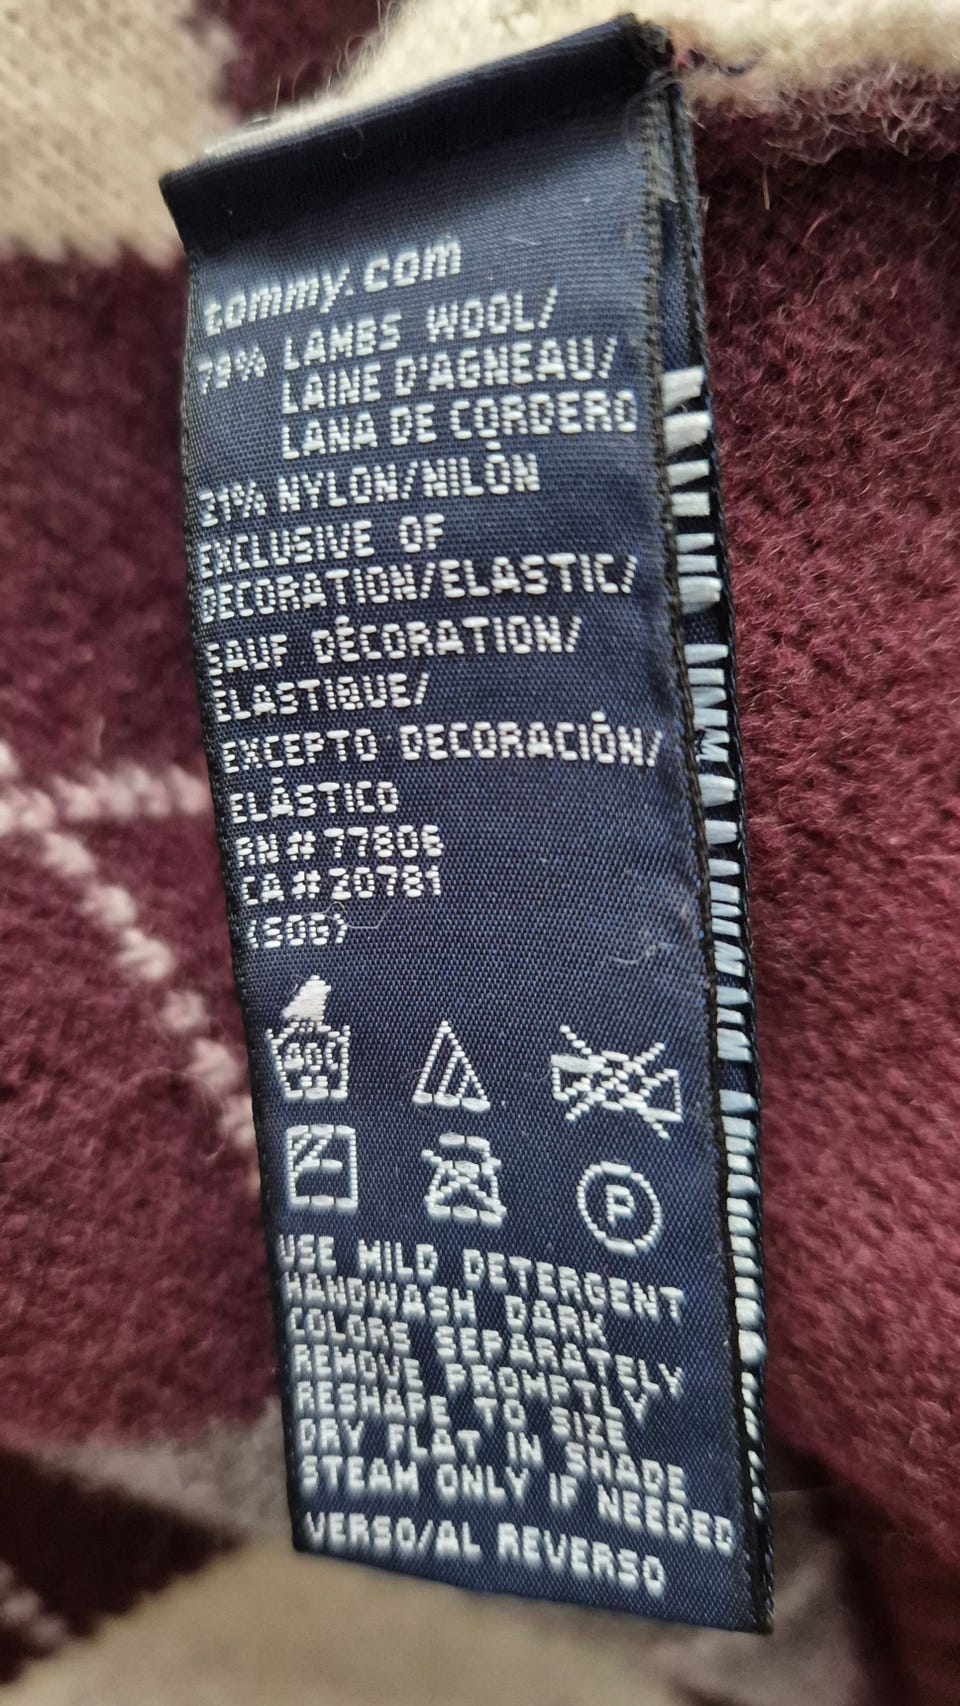 tommy.com
79% LAMBS WOOL/
LAINE D'AGNEAU/
LANA DE CORDERO
21% NYLON/NILÓN
EXCLUSIVE OF
DECORATION/ELASTIC/
SAUF DÉCORATION/
ÉLASTIQUE/
EXCEPTO DECORACIÓN/
ELÁSTICO
RN# 77806
CA#20781
(SOG)
P
USE MILD DETERGENT
HANDWASH DARK
COLORS SEPARATELY
REMOVE PROMPTLY
RESHAPE TO SIZE
DRY FLAT IN SHADE
STEAM ONLY IF NEEDED
VERSO/AL REVERSO